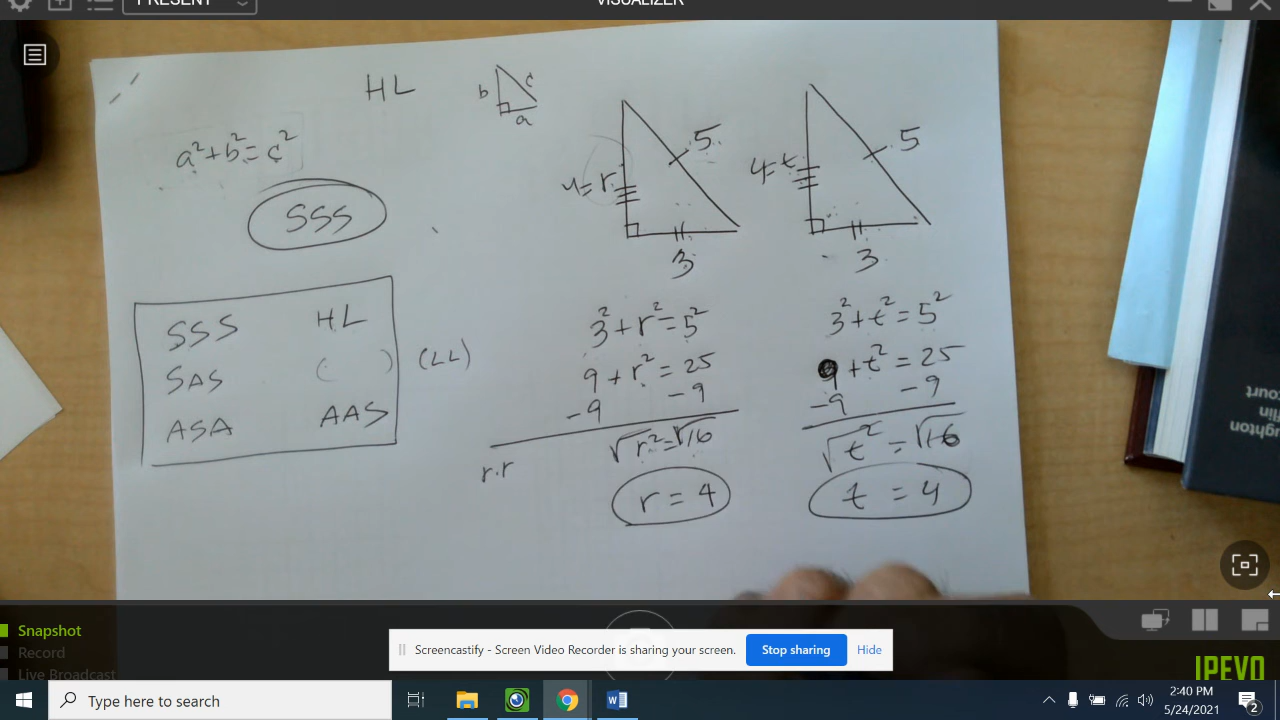 PRESENT
VISUALIZER
HL
b
c
a
a²+b²=c²
SSS
5
4=r
3
5
4=t
3
SSS HL
SAS ( )
ASA AAS
(LL)
3²+r²=5²
9+r²=25
-9 -9
√r²=√16
r.r
r=4
3²+t²=5²
9+t²=25
-9 -9
√t²=√16
t=4
court
Snapshot
Record
Live Broadcast
Screencastify - Screen Video Recorder is sharing your screen.
Stop sharing
Hide
IPEVO
Type here to search
2:40 PM
5/24/2021
2